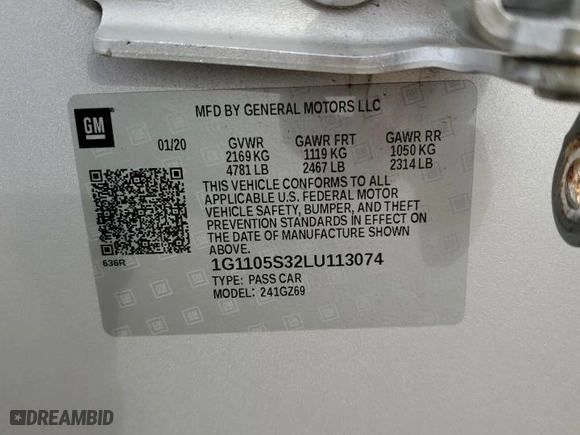 MFD BY GENERAL MOTORS LLC
GM
01/20 GVWR GAWR FRT GAWR RR
2169 KG 1119 KG 1050 KG
4781 LB 2467 LB 2314 LB
THIS VEHICLE CONFORMS TO ALL
APPLICABLE U.S. FEDERAL MOTOR
VEHICLE SAFETY, BUMPER, AND THEFT
PREVENTION STANDARDS IN EFFECT ON
THE DATE OF MANUFACTURE SHOWN
ABOVE.
636R
1G1105S32LU113074
TYPE: PASS CAR
MODEL: 241GZ69
DREAMBID